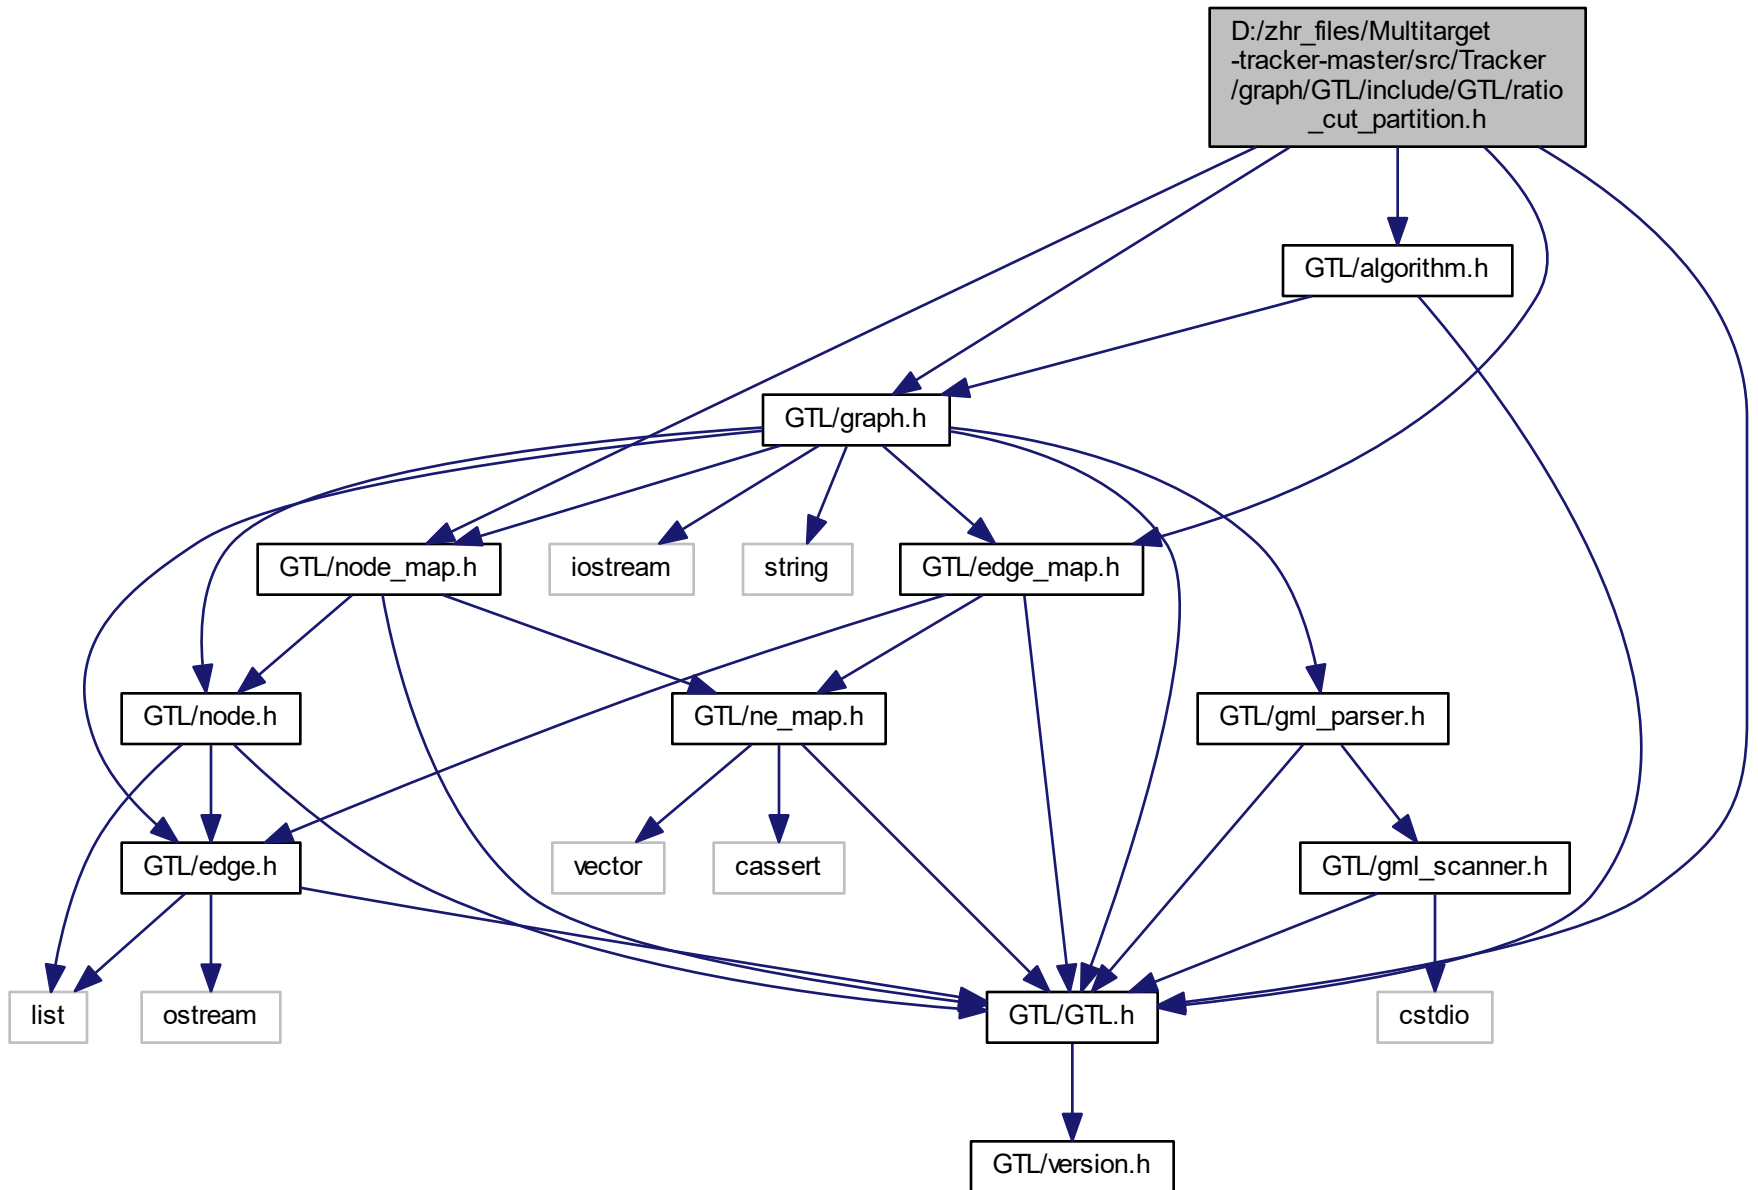 D:/zhr_files/Multitarget
-tracker-master/src/Tracker
/graph/GTL/include/GTL/ratio
_cut_partition.h
GTL/algorithm.h
GTL/graph.h
GTL/node_map.h
iostream
string
GTL/edge_map.h
GTL/node.h
GTL/ne_map.h
GTL/gml_parser.h
GTL/edge.h
vector
cassert
GTL/gml_scanner.h
list
ostream
GTL/GTL.h
cstdio
GTL/version.h